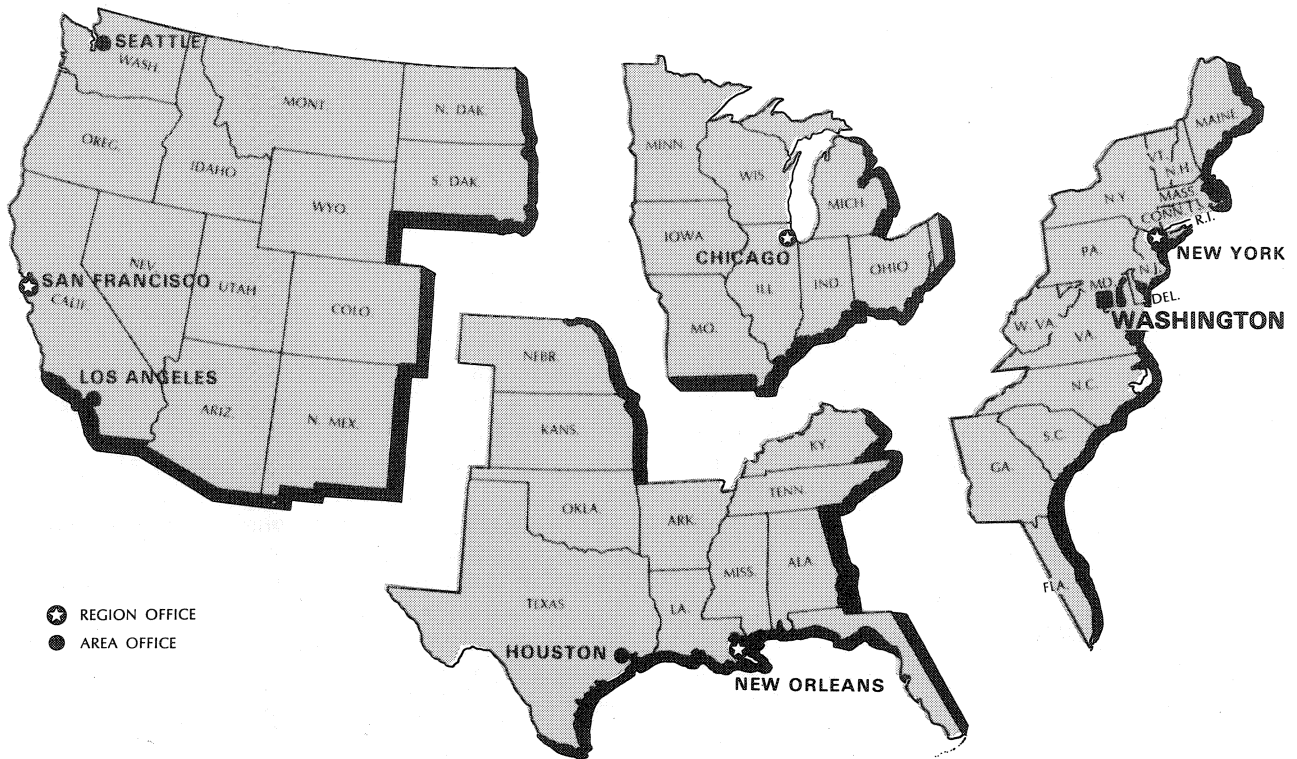 SEATTLE
WASH.
MONT.
N. DAK.
OREG.
IDAHO
S. DAK.
WYO.
NEV.
SAN FRANCISCO
UTAH
CALIF.
COLO.
LOS ANGELES
ARIZ.
N. MEX.
MINN.
WIS.
MICH.
IOWA
CHICAGO
OHIO
ILL.
IND.
MO.
MAINE
VT.
N.H.
N.Y.
MASS.
CONN.
R.I.
PA.
NEW YORK
N.J.
MD.
DEL.
WASHINGTON
W. VA.
VA.
N.C.
S.C.
GA.
FLA.
NEBR.
KANS.
KY.
TENN.
OKLA.
ARK.
MISS.
ALA.
TEXAS
LA.
HOUSTON
NEW ORLEANS
REGION OFFICE
AREA OFFICE